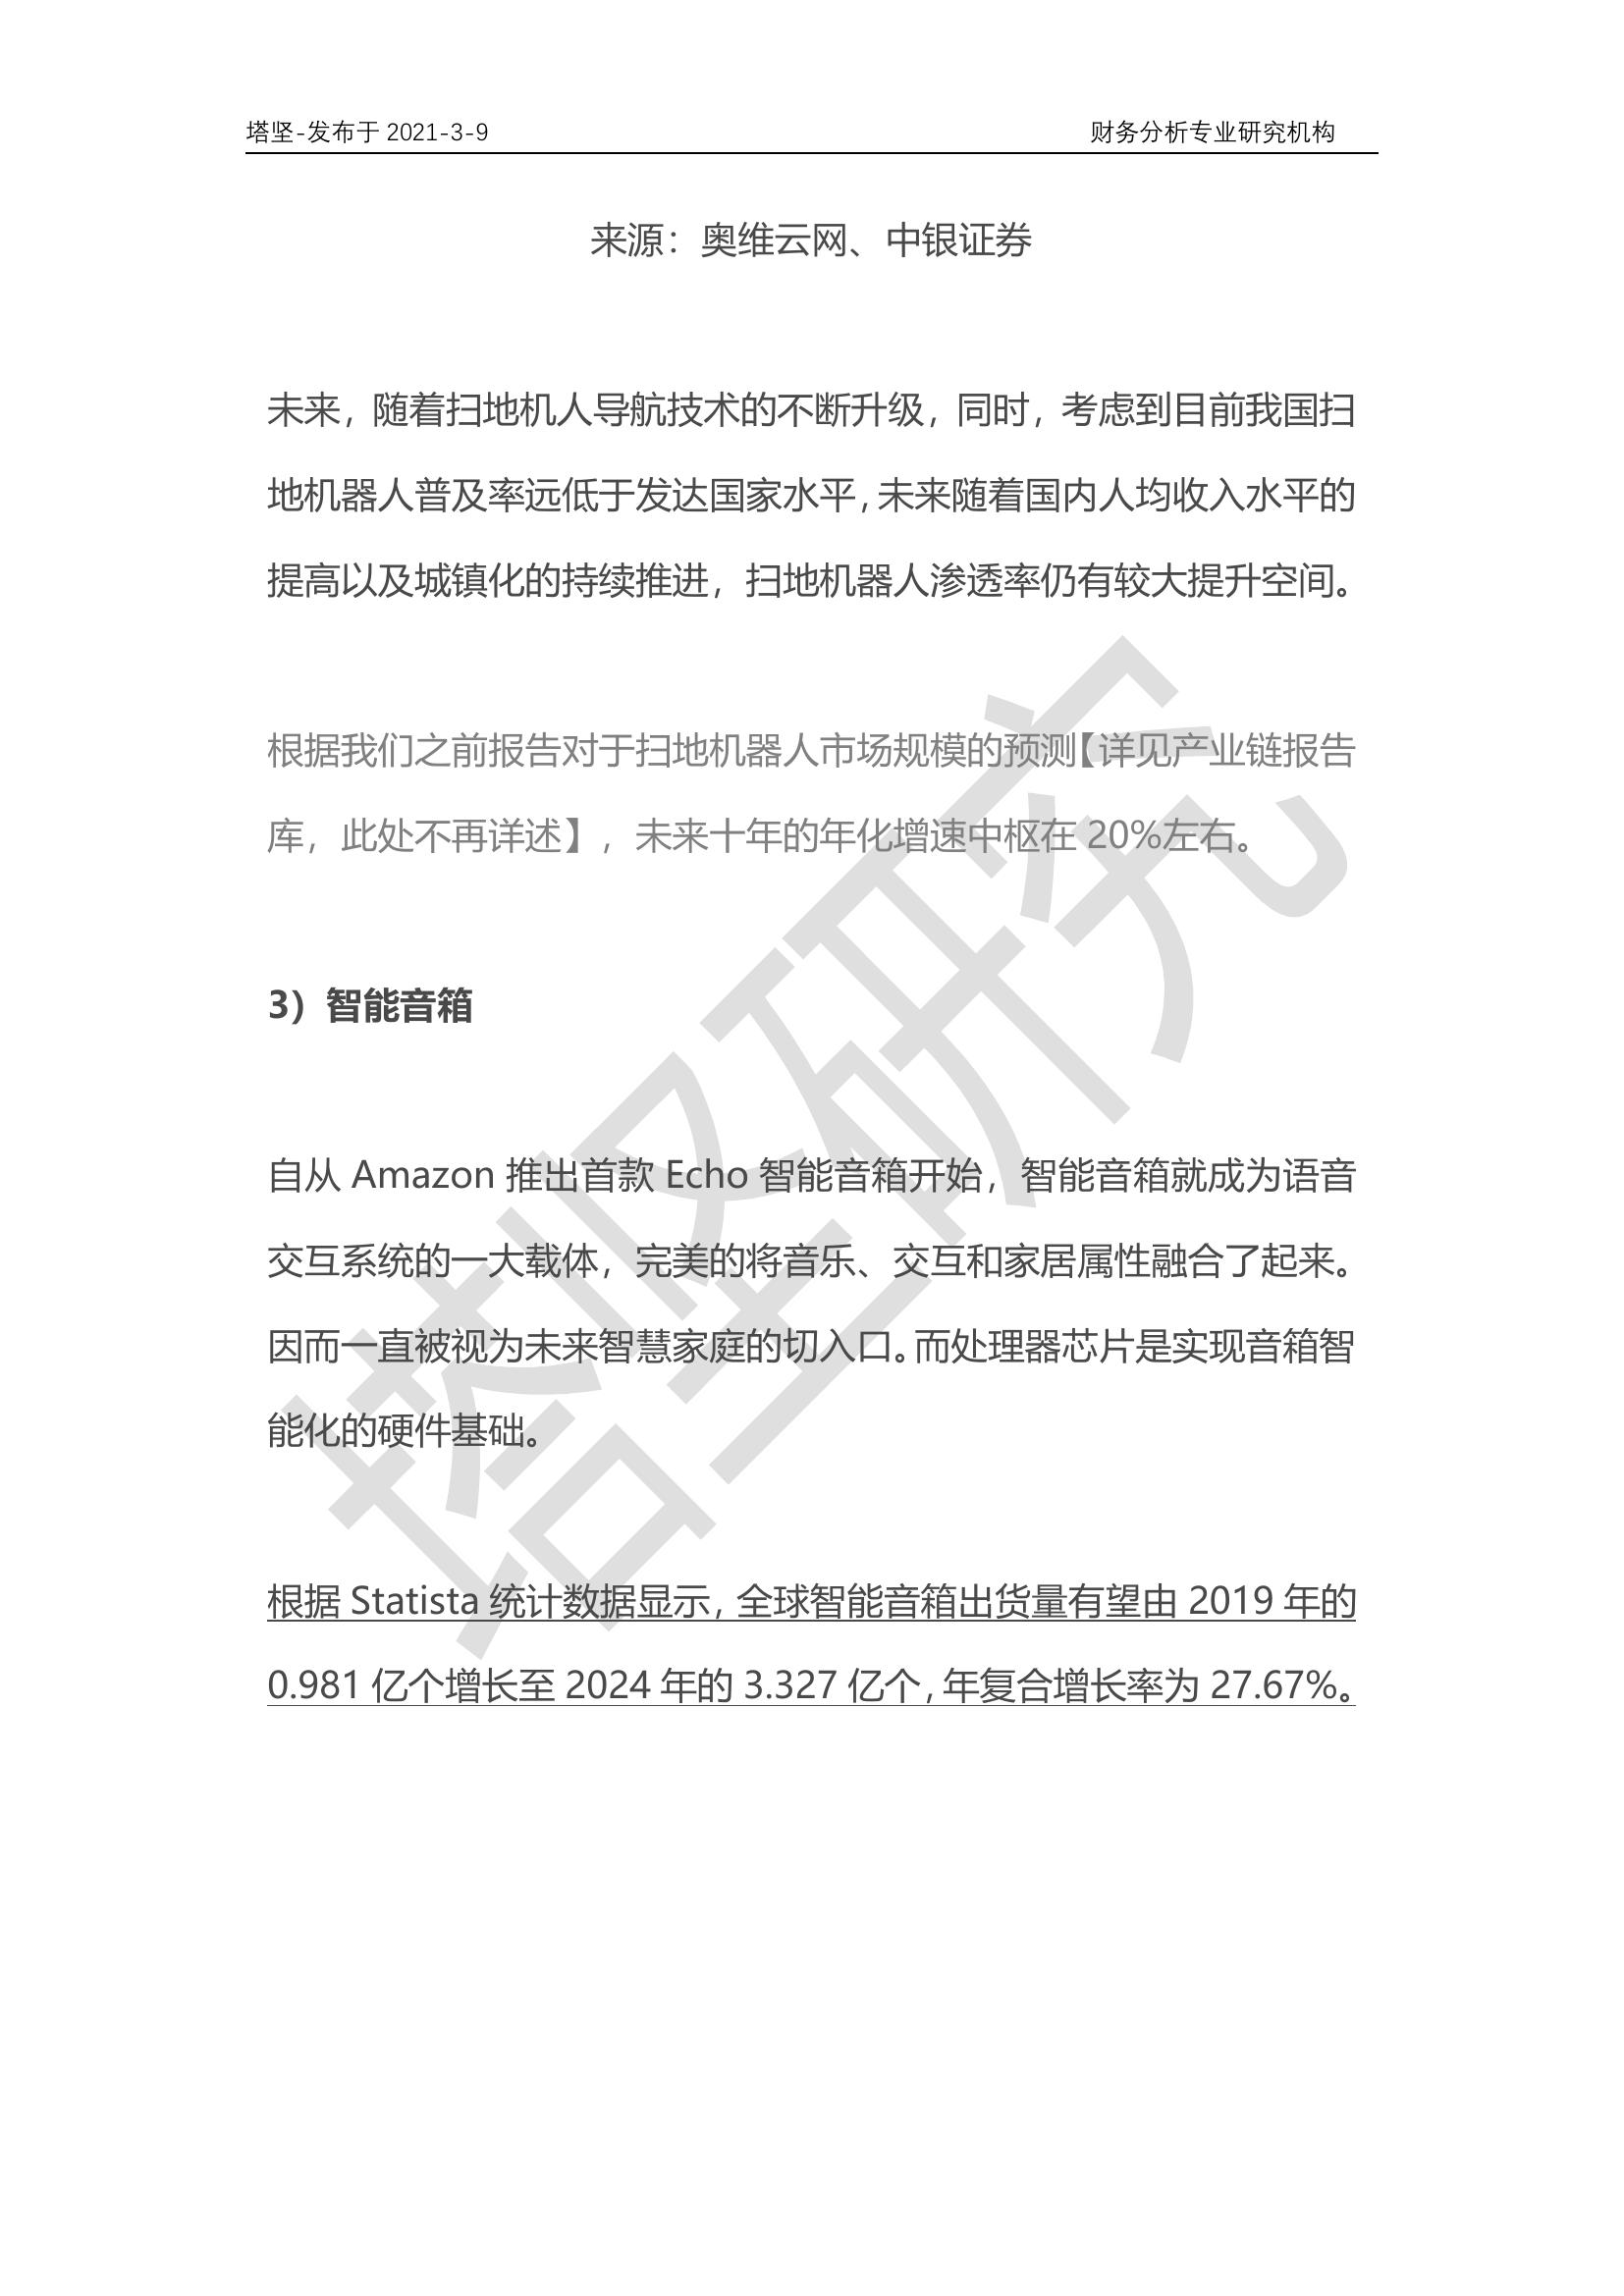 塔坚-发布于 2021-3-9 财务分析专业研究机构
来源：奥维云网、中银证券
未来，随着扫地机人导航技术的不断升级，同时，考虑到目前我国扫
地机器人普及率远低于发达国家水平，未来随着国内人均收入水平的
提高以及城镇化的持续推进，扫地机器人渗透率仍有较大提升空间。
根据我们之前报告对于扫地机器人市场规模的预测【详见产业链报告
库，此处不再详述】，未来十年的年化增速中枢在 20%左右。
3）智能音箱
自从 Amazon 推出首款 Echo 智能音箱开始，智能音箱就成为语音
交互系统的一大载体，完美的将音乐、交互和家居属性融合了起来。
因而一直被视为未来智慧家庭的切入口。而处理器芯片是实现音箱智
能化的硬件基础。
根据 Statista 统计数据显示，全球智能音箱出货量有望由 2019 年的
0.981 亿个增长至 2024 年的 3.327 亿个，年复合增长率为 27.67%。
塔坚研究